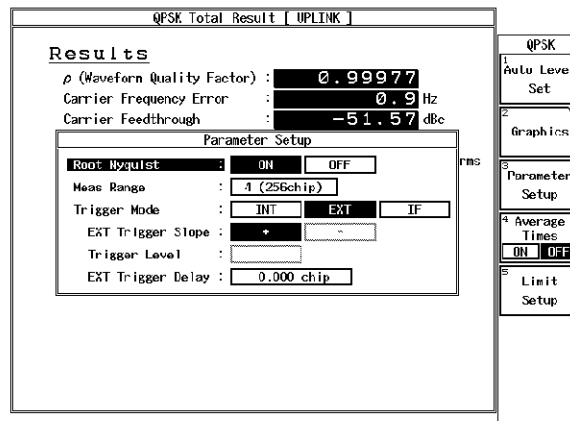 QPSK Total Result [ UPLINK ]
Results
ρ (Waveform Quality Factor) : 0.99977
Carrier Frequency Error : 0.9 Hz
Carrier Feedthrough : -51.57 dBc
Parameter Setup
rms
Root Nyquist : ON OFF
Meas Range : 4 (256chip)
Trigger Mode : INT EXT IF
EXT Trigger Slope : + -
Trigger Level :
EXT Trigger Delay : 0.000 chip
QPSK
1
Auto Level
Set
2
Graphics
3
Parameter
Setup
4 Average
Times
ON OFF
5
Limit
Setup